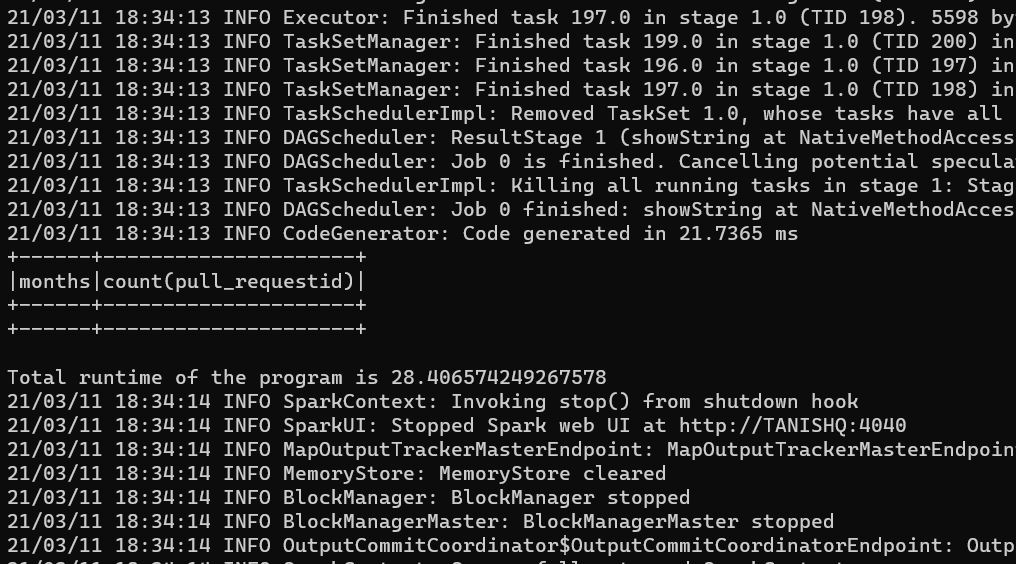 21/03/11 18:34:13 INFO Executor: Finished task 197.0 in stage 1.0 (TID 198). 5598 by
21/03/11 18:34:13 INFO TaskSetManager: Finished task 199.0 in stage 1.0 (TID 200) in
21/03/11 18:34:13 INFO TaskSetManager: Finished task 196.0 in stage 1.0 (TID 197) in
21/03/11 18:34:13 INFO TaskSetManager: Finished task 197.0 in stage 1.0 (TID 198) in
21/03/11 18:34:13 INFO TaskSchedulerImpl: Removed TaskSet 1.0, whose tasks have all
21/03/11 18:34:13 INFO DAGScheduler: ResultStage 1 (showString at NativeMethodAccess
21/03/11 18:34:13 INFO DAGScheduler: Job 0 is finished. Cancelling potential specula
21/03/11 18:34:13 INFO TaskSchedulerImpl: Killing all running tasks in stage 1: Stag
21/03/11 18:34:13 INFO DAGScheduler: Job 0 finished: showString at NativeMethodAcces
21/03/11 18:34:13 INFO CodeGenerator: Code generated in 21.7365 ms
+------+---------------------+
|months|count(pull_requestid)|
+------+---------------------+
+------+---------------------+
Total runtime of the program is 28.406574249267578
21/03/11 18:34:14 INFO SparkContext: Invoking stop() from shutdown hook
21/03/11 18:34:14 INFO SparkUI: Stopped Spark web UI at http://TANISHQ:4040
21/03/11 18:34:14 INFO MapOutputTrackerMasterEndpoint: MapOutputTrackerMasterEndpoin
21/03/11 18:34:14 INFO MemoryStore: MemoryStore cleared
21/03/11 18:34:14 INFO BlockManager: BlockManager stopped
21/03/11 18:34:14 INFO BlockManagerMaster: BlockManagerMaster stopped
21/03/11 18:34:14 INFO OutputCommitCoordinator$OutputCommitCoordinatorEndpoint: Outp